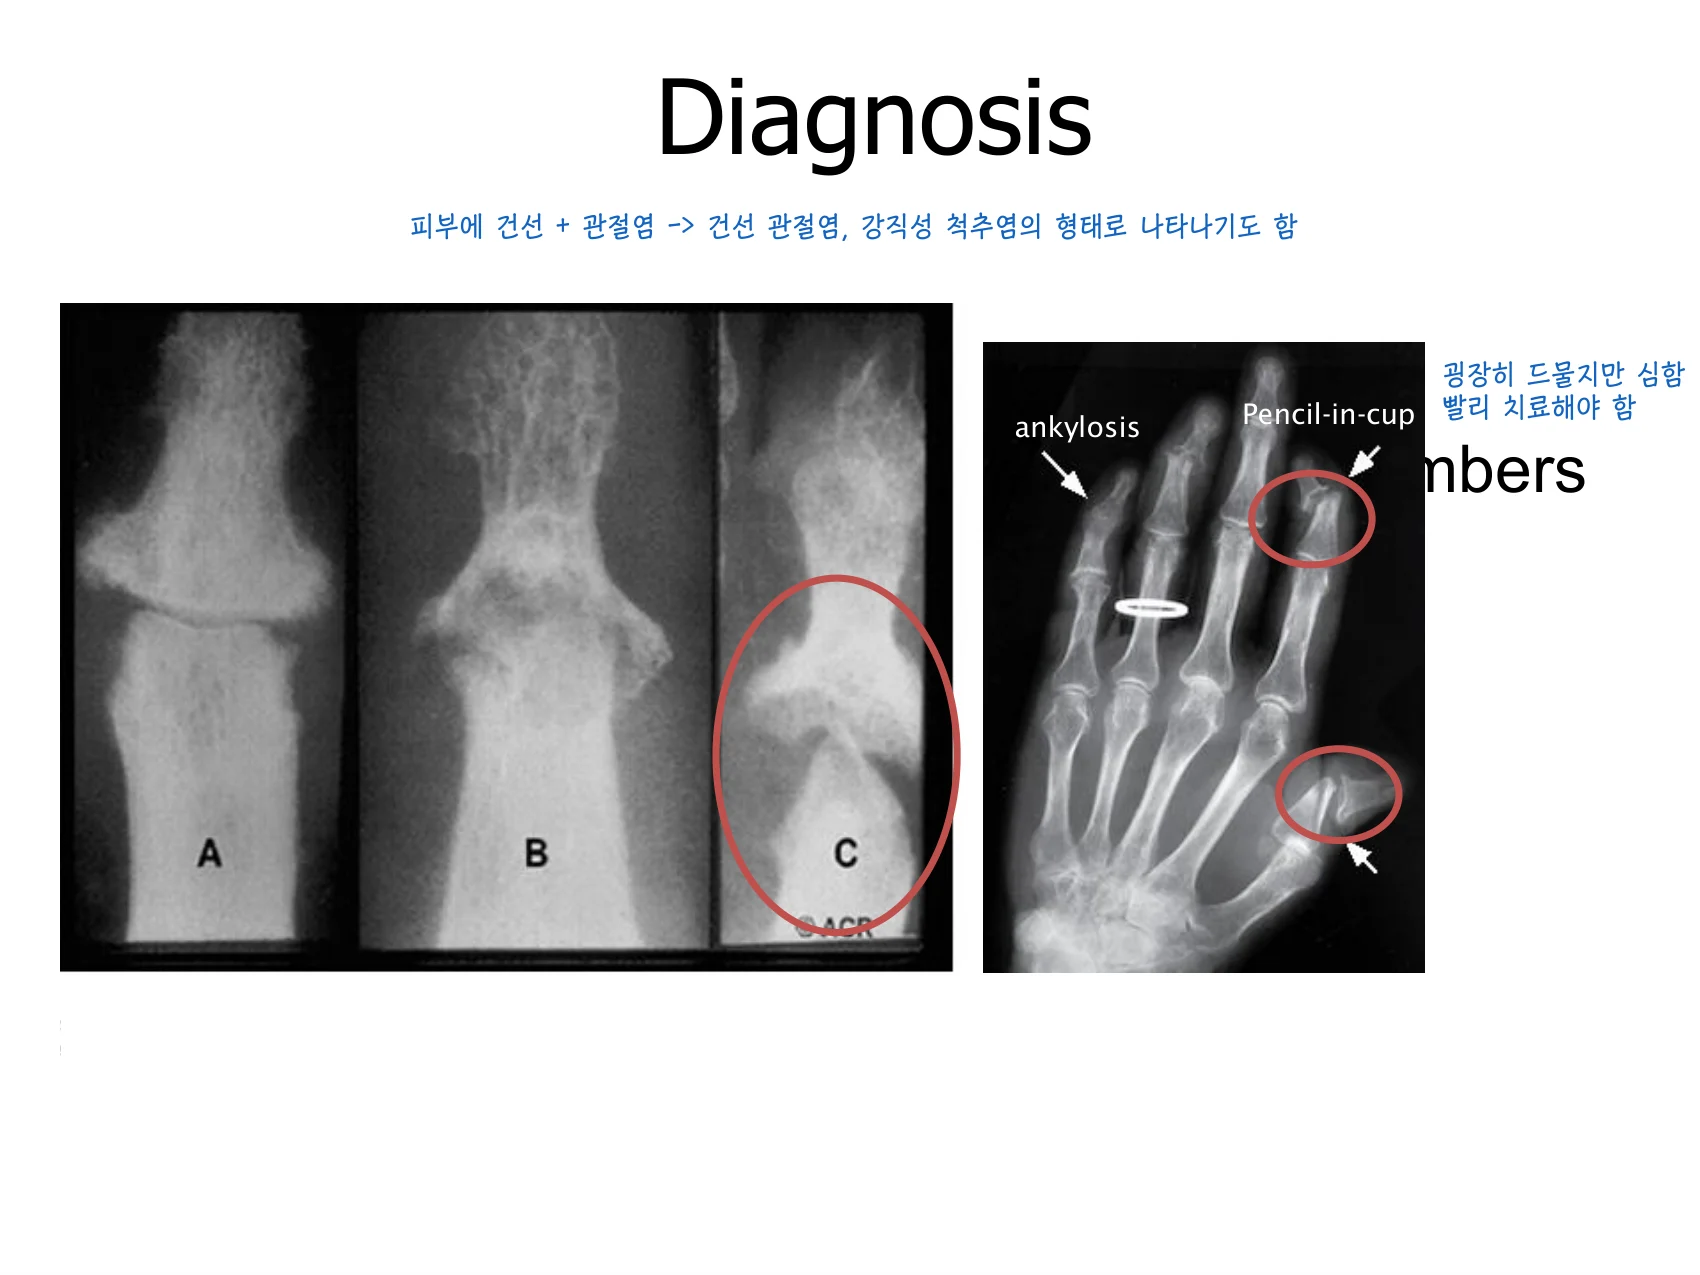 Diagnosis
피부에 건선 + 관절염 -> 건선 관절염, 강직성 척추염의 형태로 나타나기도 함
굉장히 드물지만 심함
빨리 치료해야 함
ankylosis
Pencil-in-cup
mbers
A
B
C
© ACR